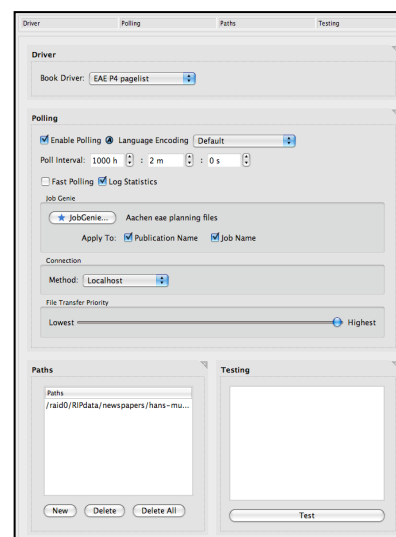 Driver Polling Paths Testing
Driver
Book Driver: EAE P4 pagelist
Polling
Enable Polling Language Encoding Default
Poll Interval: 1000 h : 2 m : 0 s
Fast Polling Log Statistics
Job Genie
JobGenie... Aachen eae planning files
Apply To: Publication Name Job Name
Connection
Method: Localhost
File Transfer Priority
Lowest Highest
Paths Testing
Paths
/raid0/RIPdata/newspapers/hans-mu...
New Delete Delete All Test